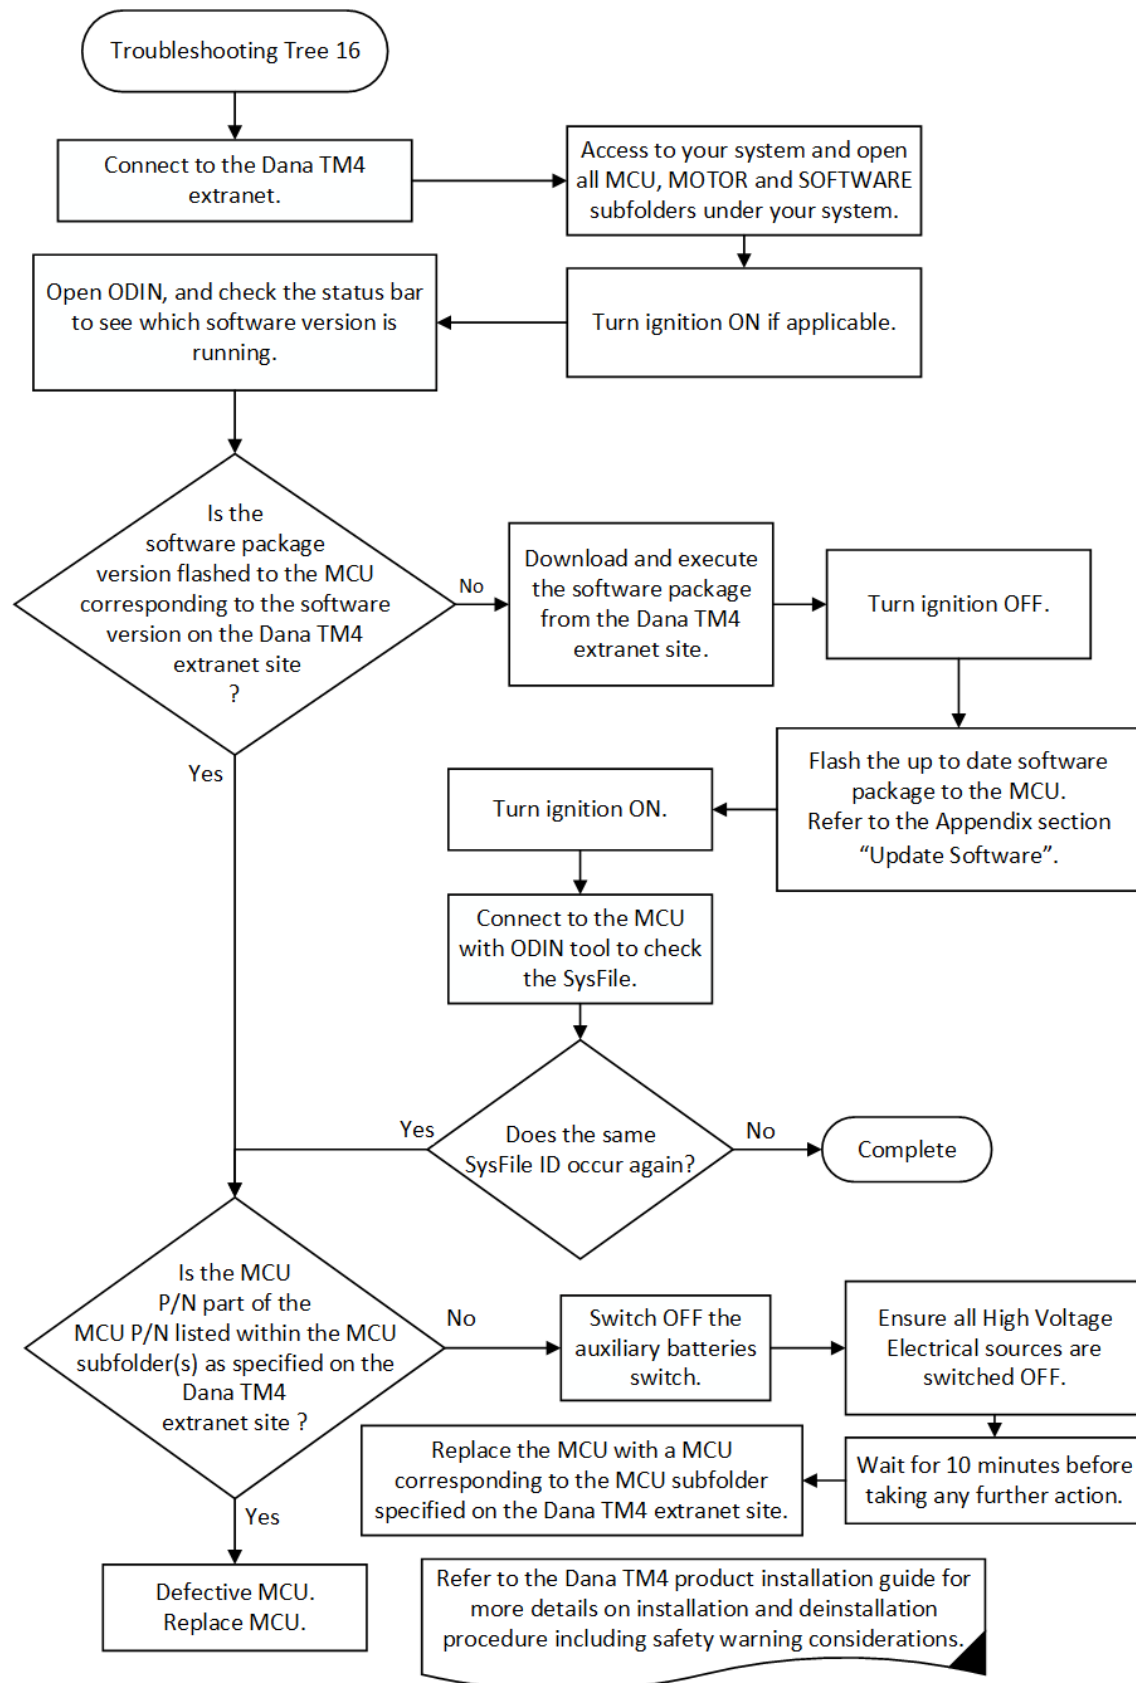 Troubleshooting Tree 16
Connect to the Dana TM4
extranet.
Access to your system and open
all MCU, MOTOR and SOFTWARE
subfolders under your system.
Turn ignition ON if applicable.
Open ODIN, and check the status bar
to see which software version is
running.
Is the
software package
version flashed to the MCU
corresponding to the software
version on the Dana TM4
extranet site
?
No
Download and execute
the software package
from the Dana TM4
extranet site.
Turn ignition OFF.
Yes
Flash the up to date software
package to the MCU.
Refer to the Appendix section
“Update Software”.
Turn ignition ON.
Connect to the MCU
with ODIN tool to check
the SysFile.
Does the same
SysFile ID occur again?
Yes
No
Complete
Is the MCU
P/N part of the
MCU P/N listed within the MCU
subfolder(s) as specified on the
Dana TM4
extranet site ?
No
Switch OFF the
auxiliary batteries
switch.
Ensure all High Voltage
Electrical sources are
switched OFF.
Wait for 10 minutes before
taking any further action.
Replace the MCU with a MCU
corresponding to the MCU subfolder
specified on the Dana TM4 extranet site.
Yes
Defective MCU.
Replace MCU.
Refer to the Dana TM4 product installation guide for
more details on installation and deinstallation
procedure including safety warning considerations.